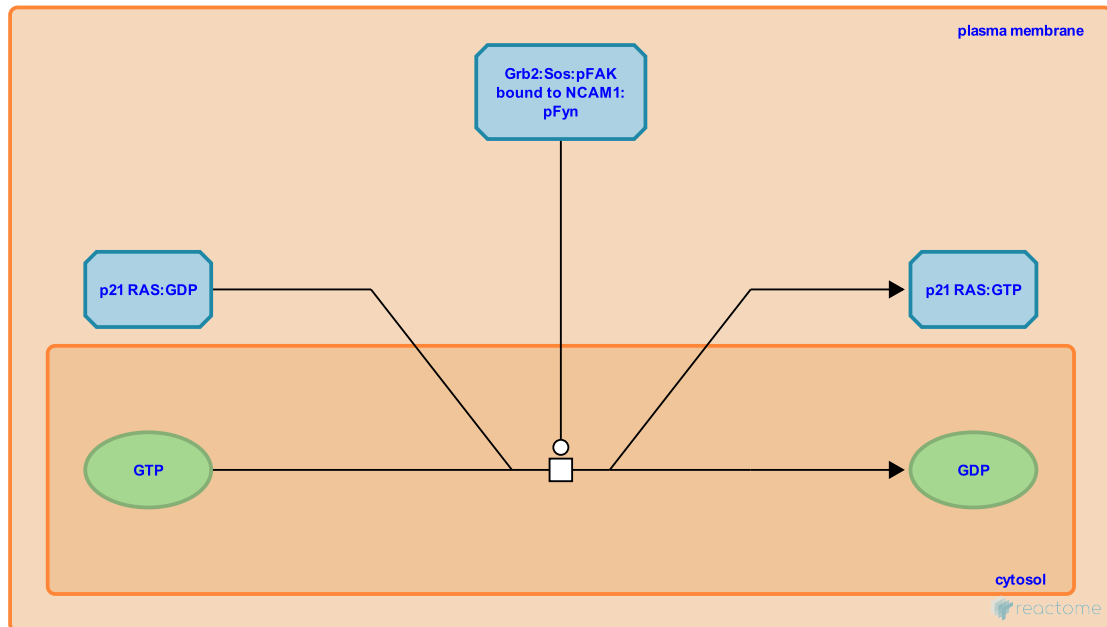 plasma membrane
Grb2:Sos:pFAK
bound to NCAM1:
pFyn
p21 RAS:GDP
p21 RAS:GTP
GTP
GDP
cytosol
reactome